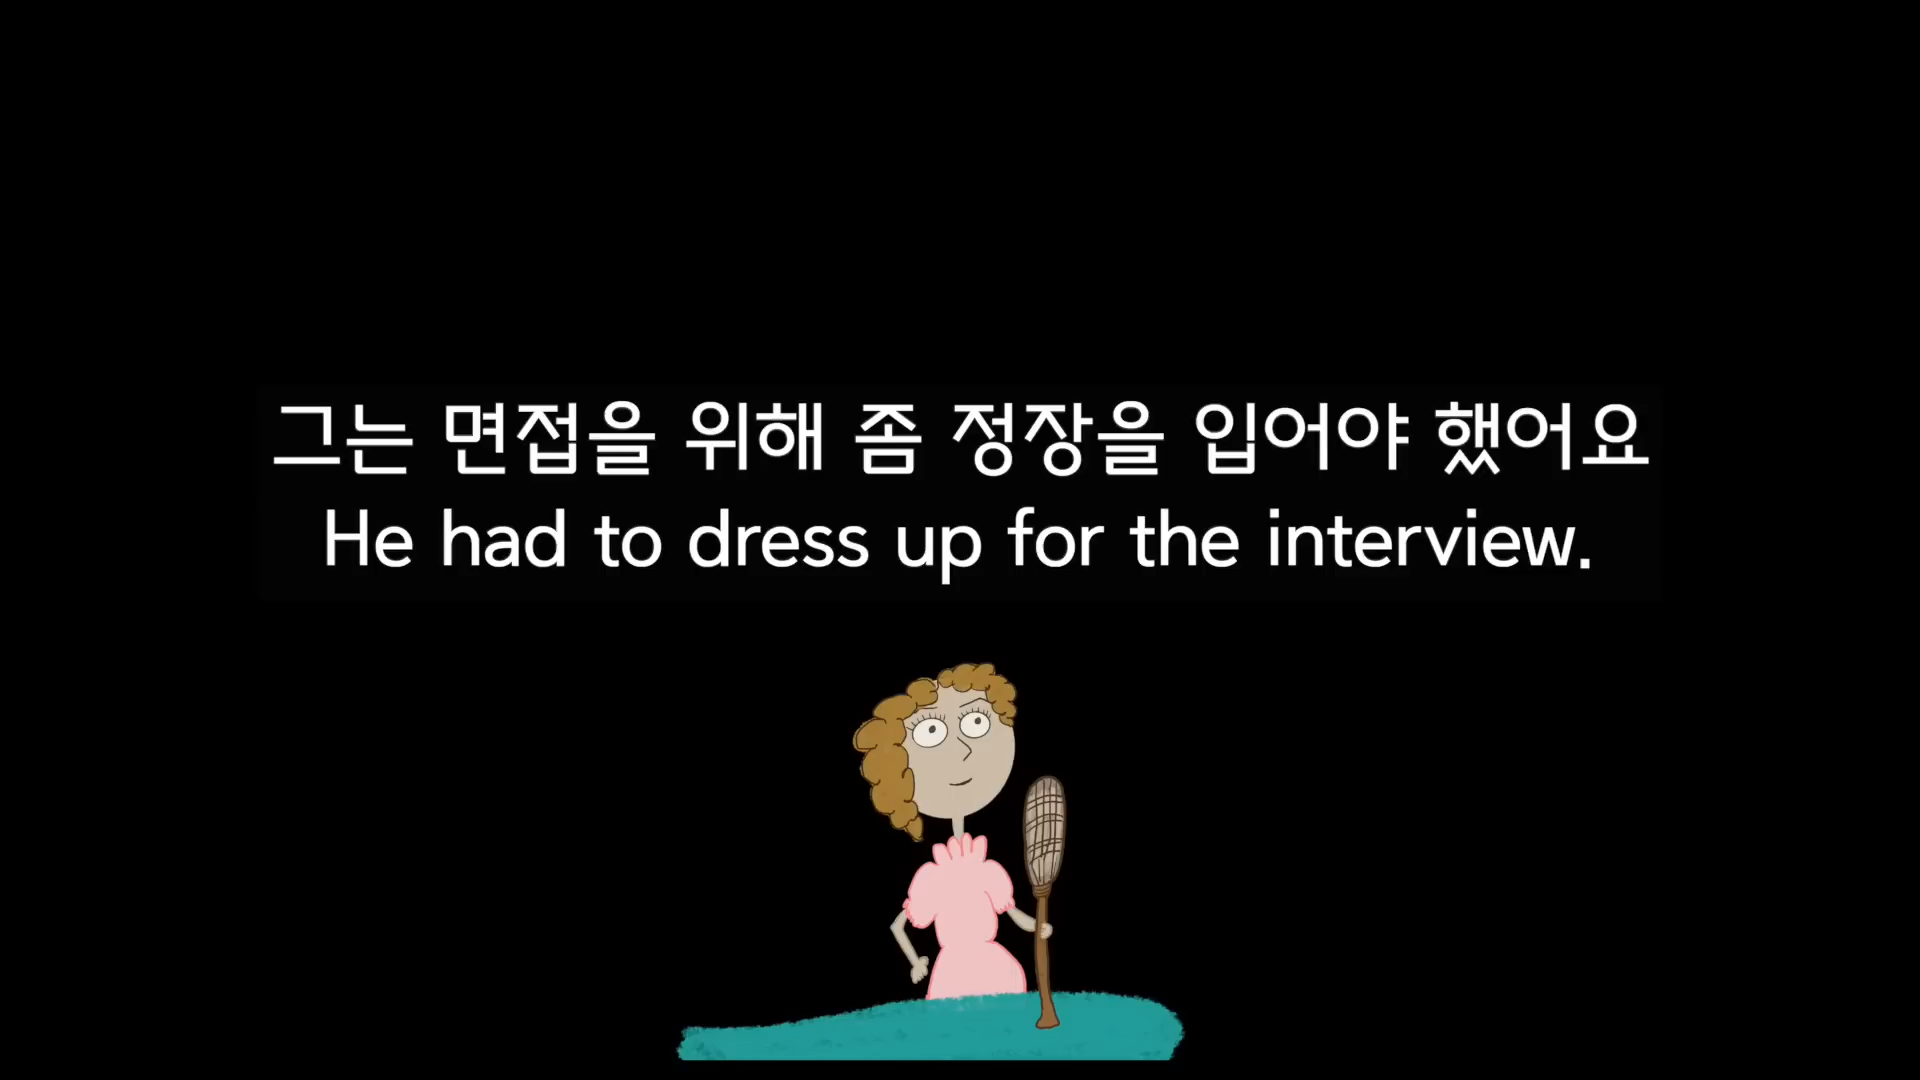 그는 면접을 위해 좀 정장을 입어야 했어요
He had to dress up for the interview.